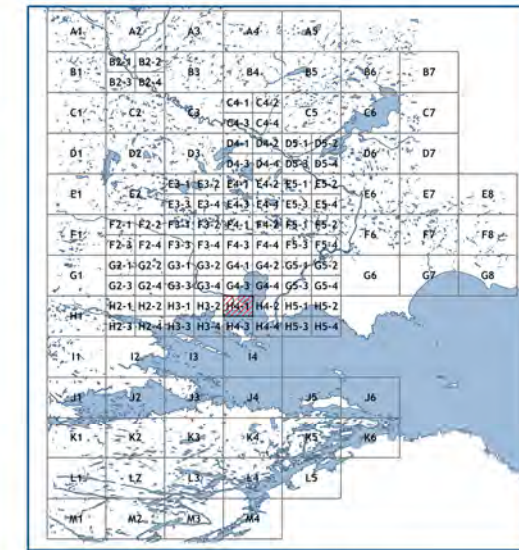 A1 A2 A3 A4 A5
B1 B2-1 B2-2 B3 B4 B5 B6 B7
B2-3 B2-4
C1 C2 C3 C4-1 C4-2 C5 C6 C7
C4-3 C4-4
D1 D2 D3 D4-1 D4-2 D5-1 D5-2 D6 D7
D4-3 D4-4 D5-3 D5-4
E1 E2 E3-1 E3-2 E4-1 E4-2 E5-1 E5-2 E6 E7 E8
E3-3 E3-4 E4-3 E4-4 E5-3 E5-4
F1 F2-1 F2-2 F3-1 F3-2 F4-1 F4-2 F5-1 F5-2 F6 F7 F8
F2-3 F2-4 F3-3 F3-4 F4-3 F4-4 F5-3 F5-4
G1 G2-1 G2-2 G3-1 G3-2 G4-1 G4-2 G5-1 G5-2 G6 G7 G8
G2-3 G2-4 G3-3 G3-4 G4-3 G4-4 G5-3 G5-4
H1 H2-1 H2-2 H3-1 H3-2 H4-1 H4-2 H5-1 H5-2
H2-3 H2-4 H3-3 H3-4 H4-3 H4-4 H5-3 H5-4
I1 I2 I3 I4
J1 J2 J3 J4 J5 J6
K1 K2 K3 K4 K5 K6
L1 L2 L3 L4 L5
M1 M2 M3 M4